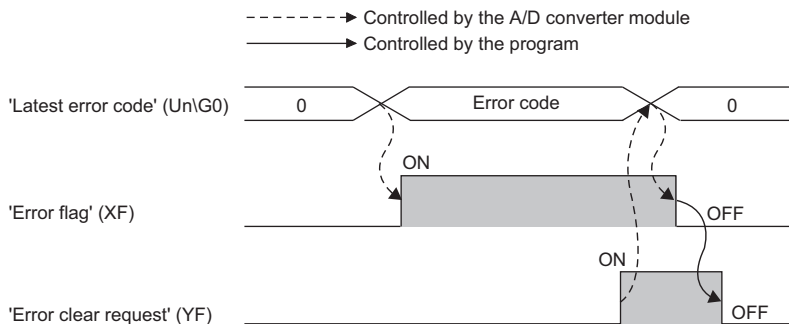 Controlled by the A/D converter module
Controlled by the program
'Latest error code' (Un\G0)
0
Error code
0
ON
'Error flag' (XF)
OFF
ON
'Error clear request' (YF)
OFF